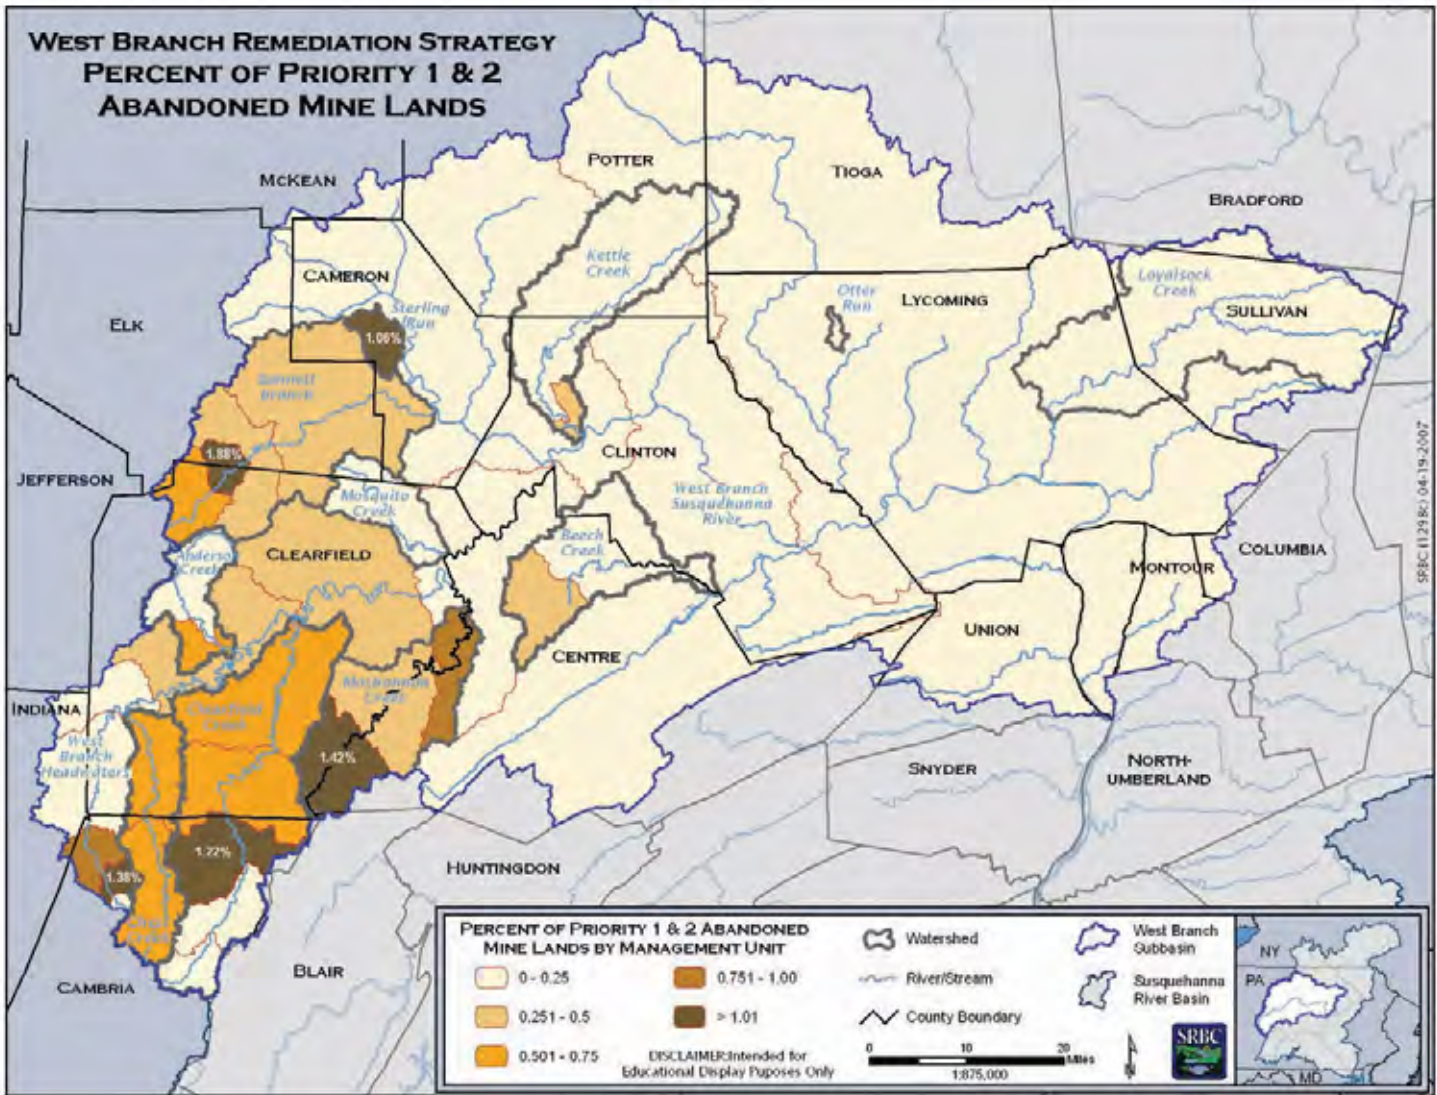 WEST BRANCH REMEDIATION STRATEGY
PERCENT OF PRIORITY 1 & 2
ABANDONED MINE LANDS
MCKEAN
POTTER
TIOGA
BRADFORD
CAMERON
Kettle
Creek
Otter
Run
LYCOMING
Loyalsock
Creek
SULLIVAN
ELK
Sterling
Run
1.06%
Bennett
Branch
1.88%
JEFFERSON
CLINTON
Mosquito
Creek
West Branch
Susquehanna
River
Beech
Creek
CLEARFIELD
Anderson
Creek
COLUMBIA
MONTOUR
UNION
CENTRE
Moshannon
Creek
INDIANA
Clearfield
Creek
West
Branch
Headwaters
1.42%
SNYDER
NORTH-
UMBERLAND
1.22%
1.38%
HUNTINGDON
BLAIR
CAMBRIA
SRBC (1129Bc) 04-19-2007
PERCENT OF PRIORITY 1 & 2 ABANDONED
MINE LANDS BY MANAGEMENT UNIT
0 - 0.25
0.251 - 0.5
0.501 - 0.75
0.751 - 1.00
> 1.01
DISCLAIMER:Intended for
Educational Display Puposes Only
Watershed
River/Stream
County Boundary
0 10 20
Miles
1:875,000
West Branch
Subbasin
Susquehanna
River Basin
SRBC
NY
PA
MD